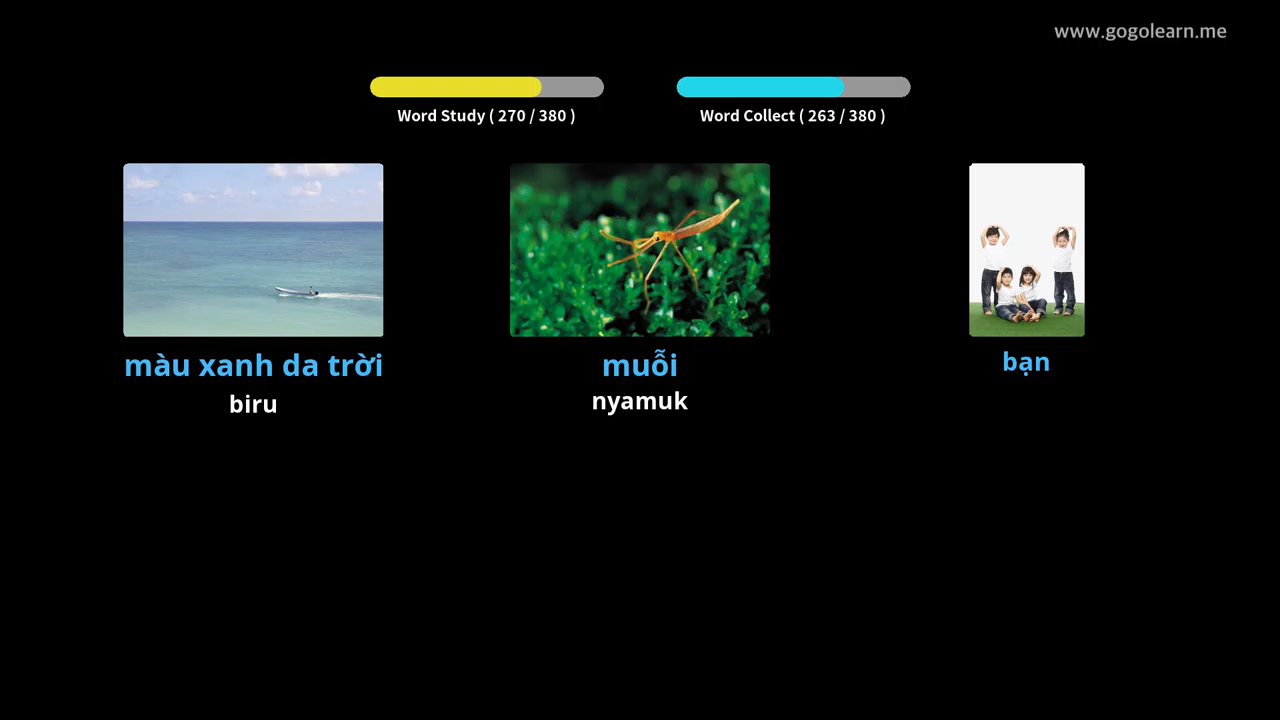 www.gogolearn.me
Word Study ( 270 / 380 )
Word Collect ( 263 / 380 )
màu xanh da trời
biru
muỗi
nyamuk
bạn